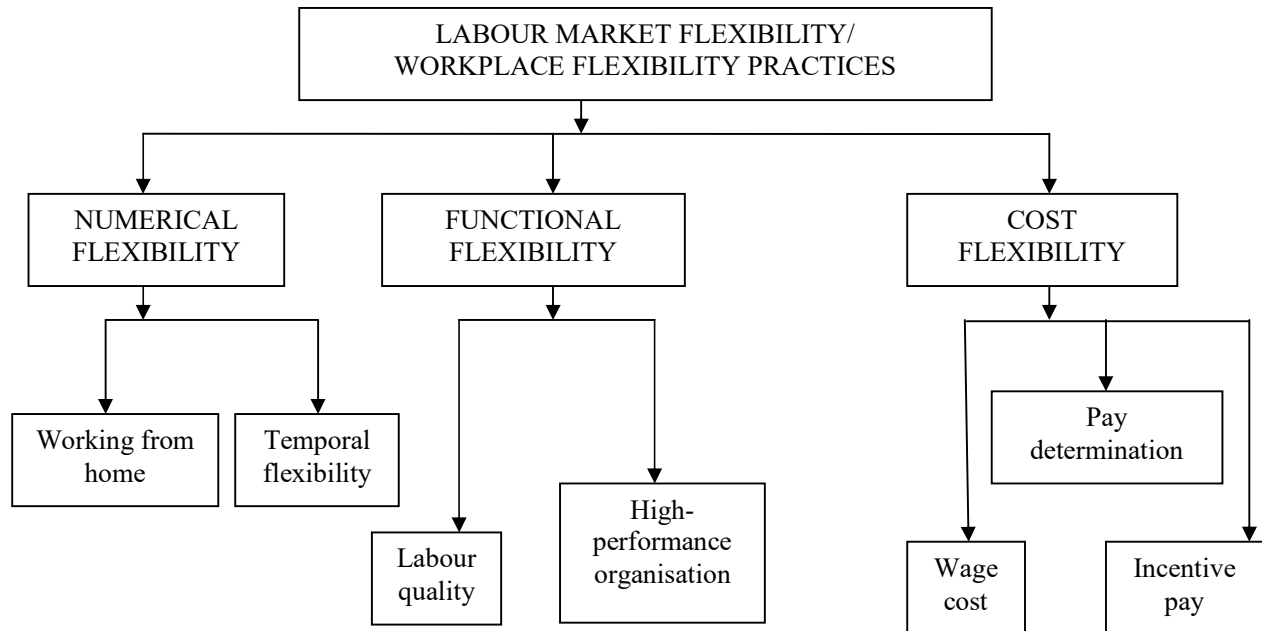 LABOUR MARKET FLEXIBILITY/
WORKPLACE FLEXIBILITY PRACTICES
NUMERICAL
FLEXIBILITY
FUNCTIONAL
FLEXIBILITY
COST
FLEXIBILITY
Working from
home
Temporal
flexibility
Labour
quality
High-
performance
organisation
Pay
determination
Wage
cost
Incentive
pay